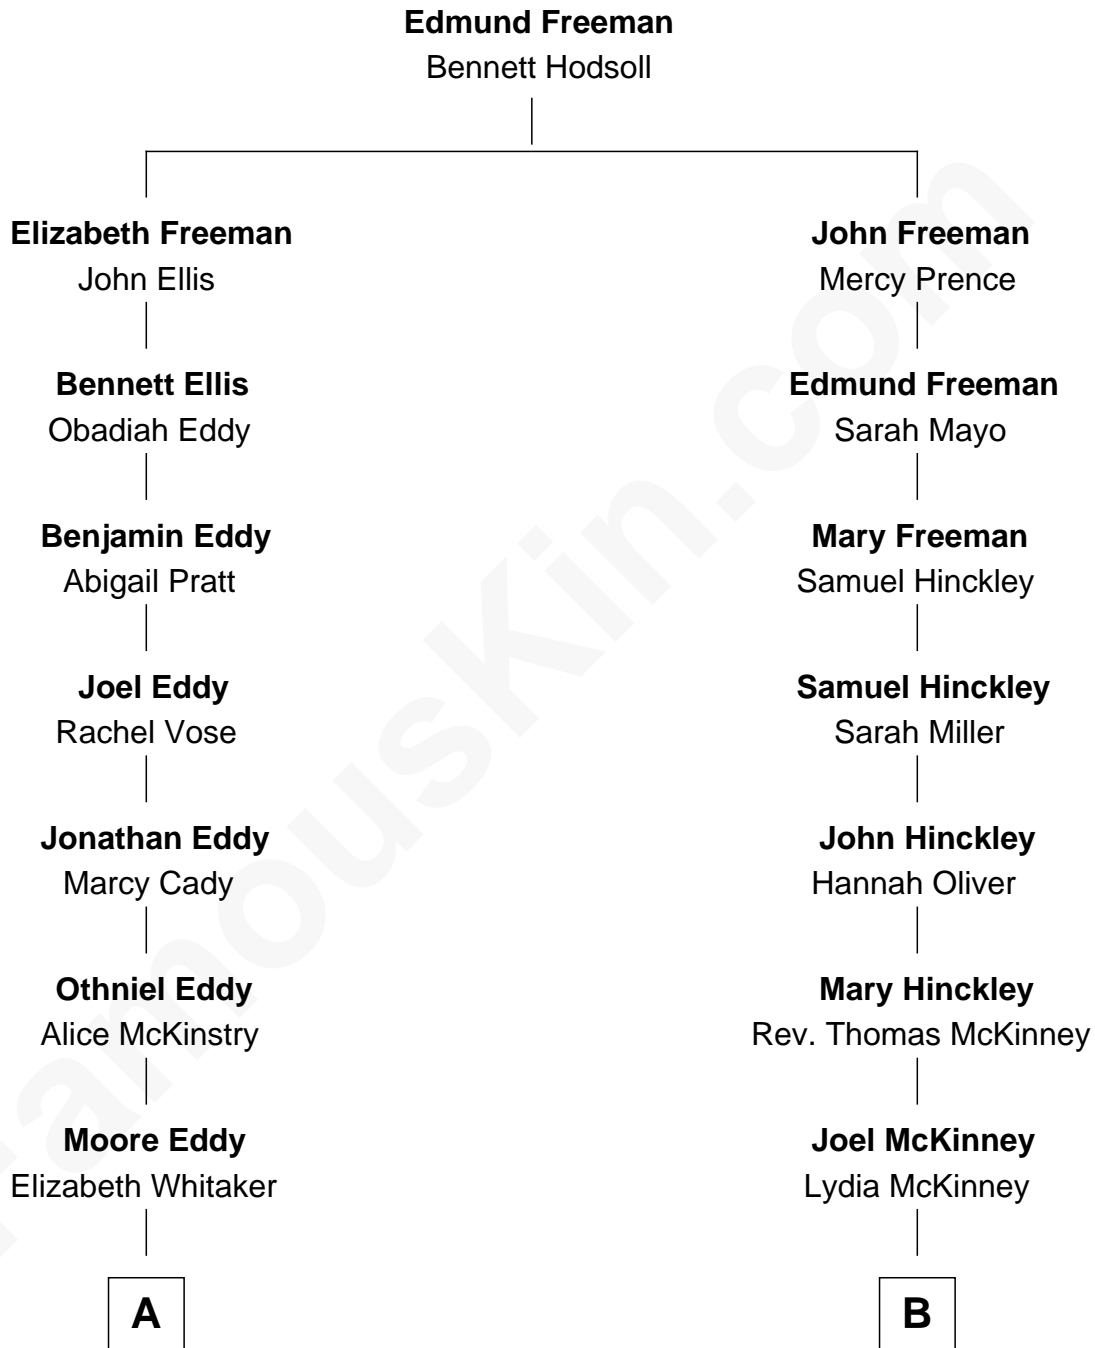 Edmund Freeman
Bennett Hodsoll
Elizabeth Freeman
John Ellis
John Freeman
Mercy Prence
Bennett Ellis
Obadiah Eddy
Edmund Freeman
Sarah Mayo
Benjamin Eddy
Abigail Pratt
Mary Freeman
Samuel Hinckley
Joel Eddy
Rachel Vose
Samuel Hinckley
Sarah Miller
Jonathan Eddy
Marcy Cady
John Hinckley
Hannah Oliver
Othniel Eddy
Alice McKinstry
Mary Hinckley
Rev. Thomas McKinney
Moore Eddy
Elizabeth Whitaker
Joel McKinney
Lydia McKinney
A
B
FamousKin.com